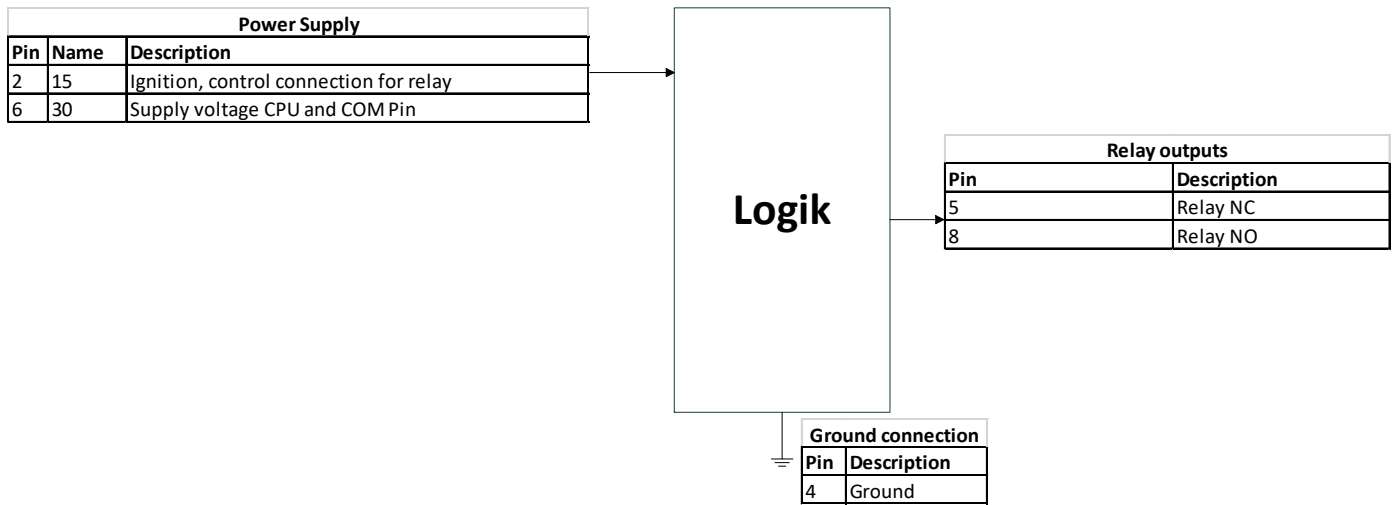 Power Supply
Pin Name Description
2 15 Ignition, control connection for relay
6 30 Supply voltage CPU and COM Pin
Logik
Relay outputs
Pin Description
5 Relay NC
8 Relay NO
Ground connection
Pin Description
4 Ground